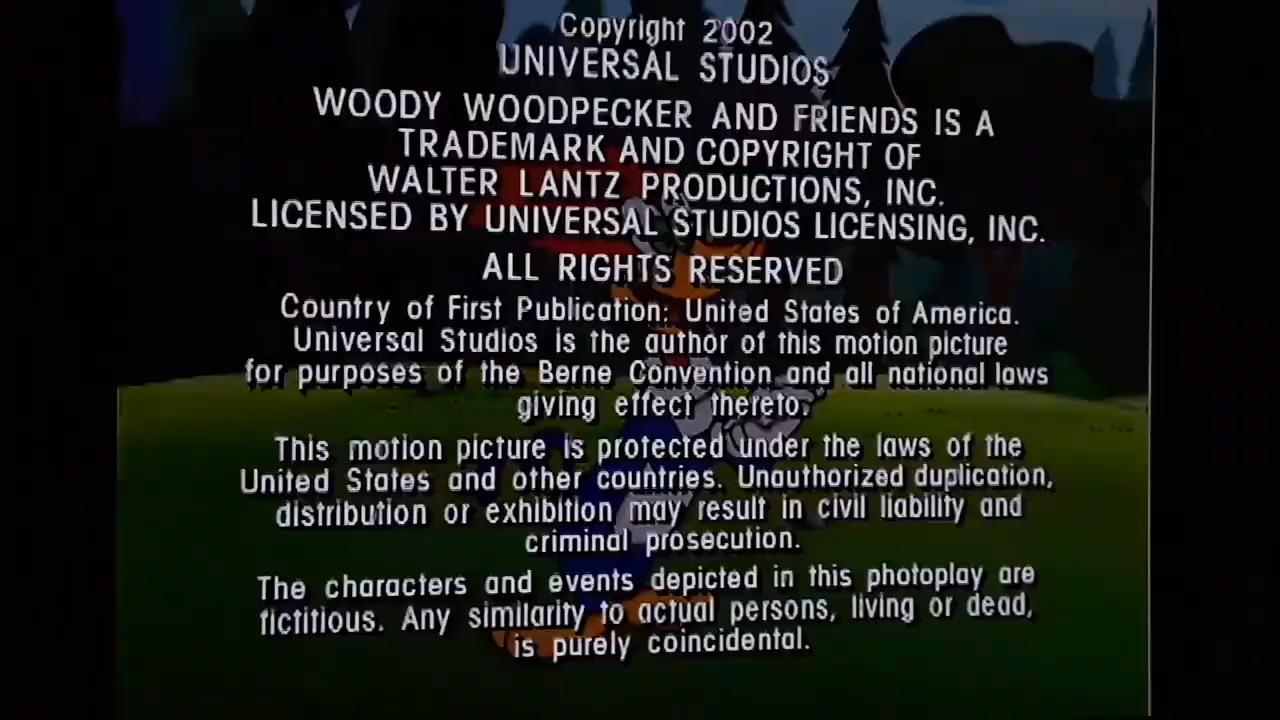 Copyright 2002
UNIVERSAL STUDIOS
WOODY WOODPECKER AND FRIENDS IS A
TRADEMARK AND COPYRIGHT OF
WALTER LANTZ PRODUCTIONS, INC.
LICENSED BY UNIVERSAL STUDIOS LICENSING, INC.
ALL RIGHTS RESERVED
Country of First Publication: United States of America.
Universal Studios is the author of this motion picture
for purposes of the Berne Convention and all national laws
giving effect thereto.
This motion picture is protected under the laws of the
United States and other countries. Unauthorized duplication,
distribution or exhibition may result in civil liability and
criminal prosecution.
The characters and events depicted in this photoplay are
fictitious. Any similarity to actual persons, living or dead,
is purely coincidental.